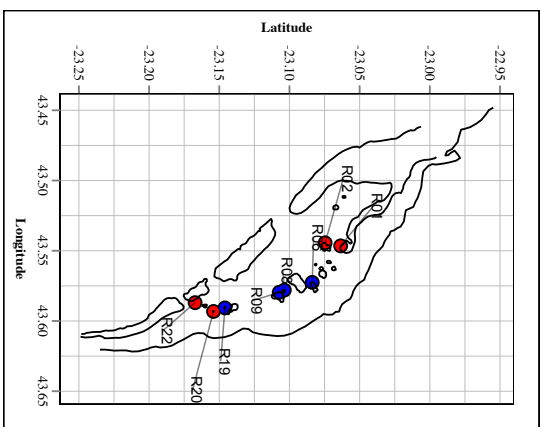 Latitude
-23.25
-23.20
-23.15
-23.10
-23.05
-23.00
-22.95
43.45
43.50
43.55
43.60
43.65
Longitude
R02
R01
R06
R08
R09
R22
R19
R20